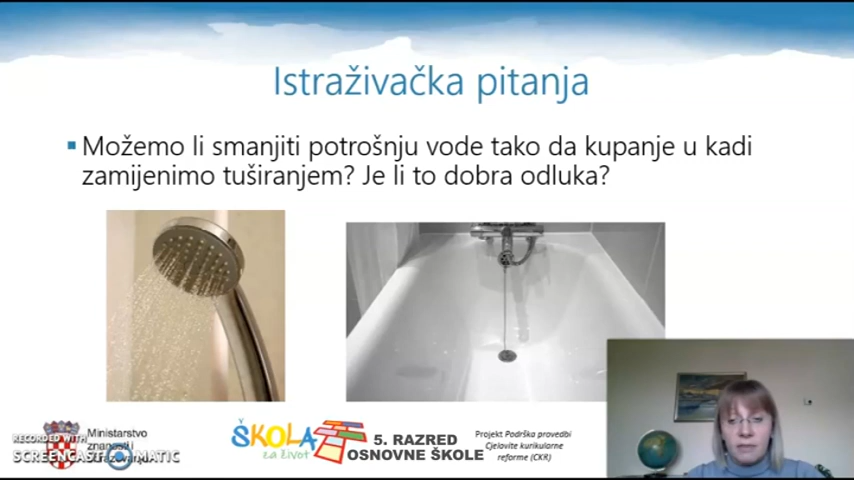 Istraživačka pitanja
Možemo li smanjiti potrošnju vode tako da kupanje u kadi
zamijenimo tuširanjem? Je li to dobra odluka?
Ministarstvo
znanosti i
RECORDED WITH
SCREENCAST MATIC
ŠKOLA
za život
5. RAZRED
OSNOVNE ŠKOLE
Projekt Podrška provedbi
Cjelovite kurikularne
reforme (CKR)